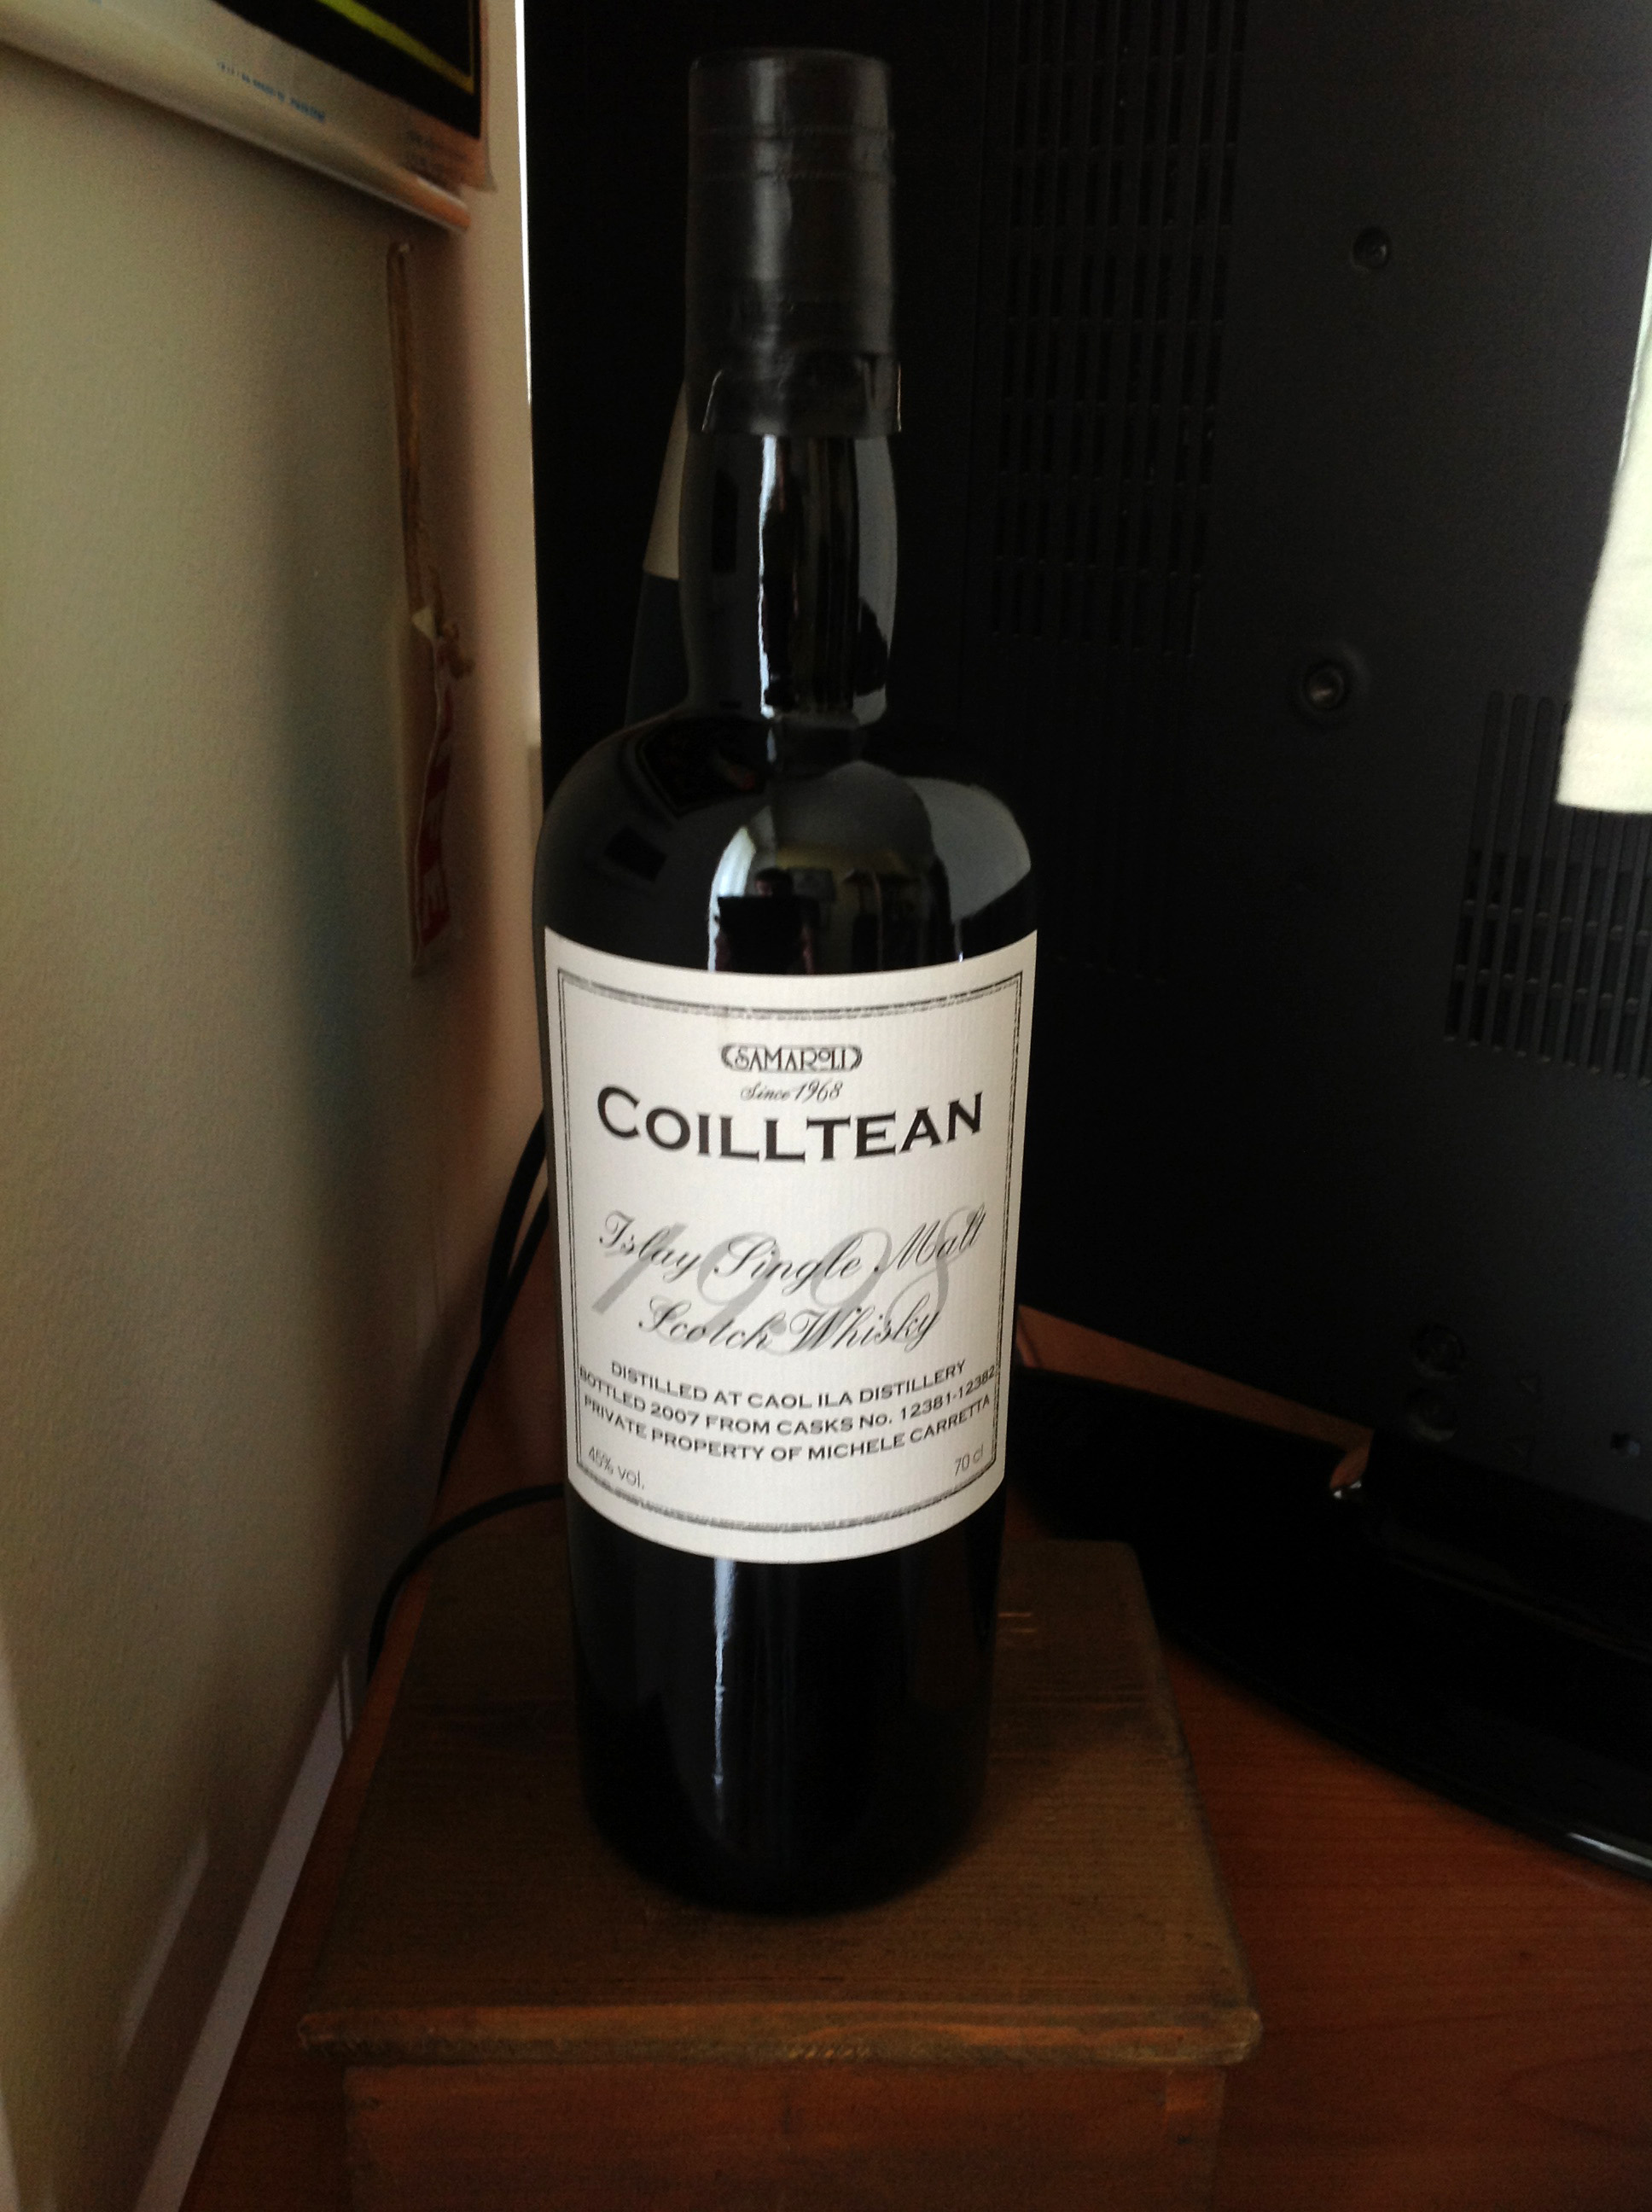 SAMAROLI
Since 1968
COILLTEAN
1998
Islay Single Malt
Scotch Whisky
DISTILLED AT CAOL ILA DISTILLERY
BOTTLED 2007 FROM CASKS No. 12381-12382
PRIVATE PROPERTY OF MICHELE CARRETTA
45% vol.
70 cl